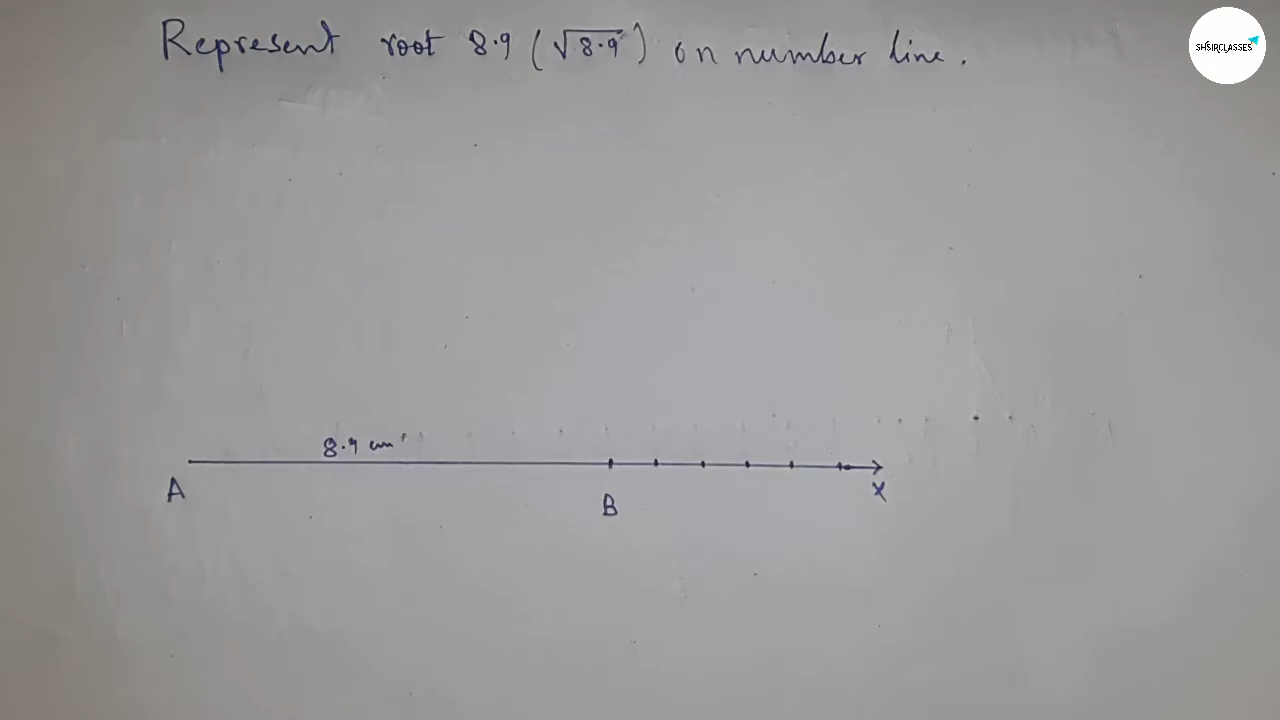 Represent root 8.9 (√8.9) on number line.
SHSIRCLASSES
8.9 cm
A
B
X